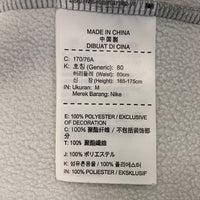 MADE IN CHINA
中国製
DIBUAT DI CINA
C: 170/76A
K: 호칭 (Generic): 80
허리둘레 (Waist): 80cm
신장 (Height): 165-175cm
IN: Ukuran: M
Merek Barang: Nike
E: 100% POLYESTER / EXCLUSIVE
OF DECORATION
C: 100% 聚酯纤维 / 不包括装饰部
分
T: 100% 聚酯纖維
J: 100% ポリエステル
K: 섬유혼용률 / 100% 폴리에스터
IN: 100% POLIESTER / EKSKLUSIF